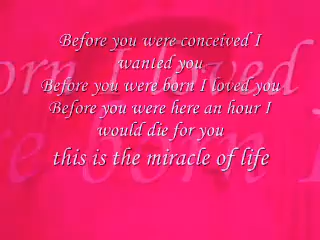 Before you were conceived I
wanted you
Before you were born I loved you
Before you were here an hour I
would die for you
this is the miracle of life